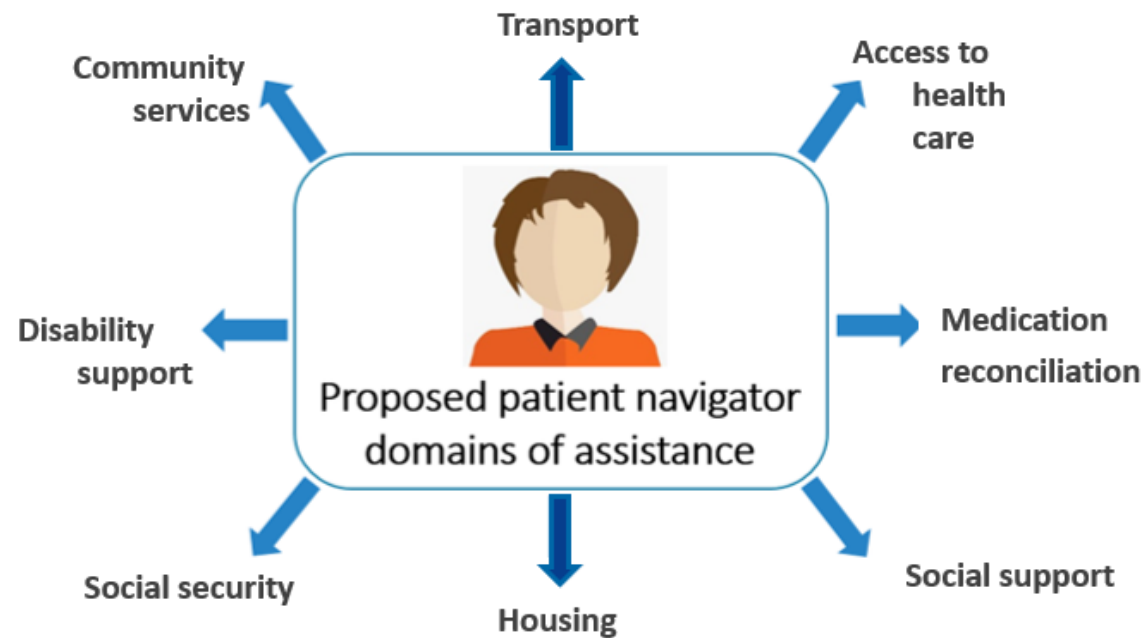 Transport
Community
services
Access to
health
care
Proposed patient navigator
domains of assistance
Disability
support
Medication
reconciliation
Social security
Housing
Social support